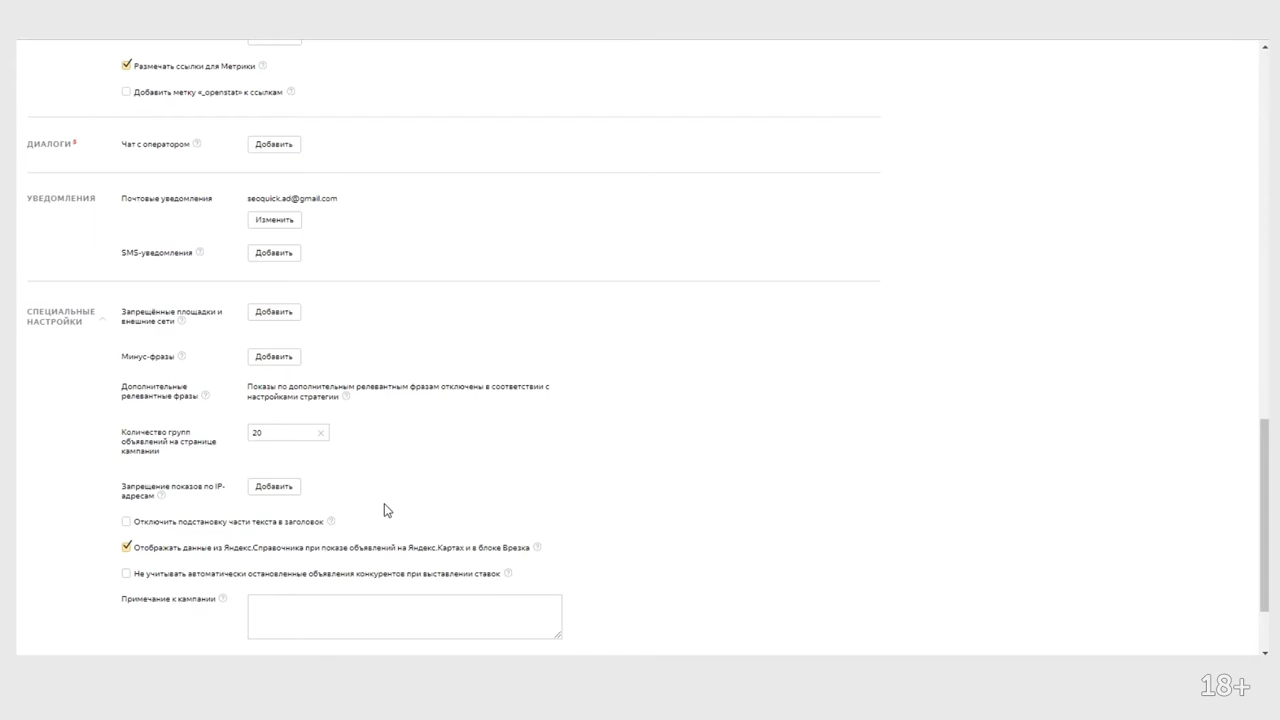 Размечать ссылки для Метрики
Добавить метку «_openstat» к ссылкам
ДИАЛОГИ β
Чат с оператором
Добавить
УВЕДОМЛЕНИЯ
Почтовые уведомления
seoquick.ad@gmail.com
Изменить
SMS-уведомления
Добавить
СПЕЦИАЛЬНЫЕ
НАСТРОЙКИ
Запрещённые площадки и
внешние сети
Добавить
Минус-фразы
Добавить
Дополнительные
релевантные фразы
Показы по дополнительным релевантным фразам отключены в соответствии с
настройками стратегии
Количество групп
объявлений на странице
кампании
20
Запрещение показов по IP-
адресам
Добавить
Отключить подстановку части текста в заголовок
Отображать данные из Яндекс.Справочника при показе объявлений на Яндекс.Картах и в блоке Врезка
Не учитывать автоматически остановленные объявления конкурентов при выставлении ставок
Примечание к кампании
18+